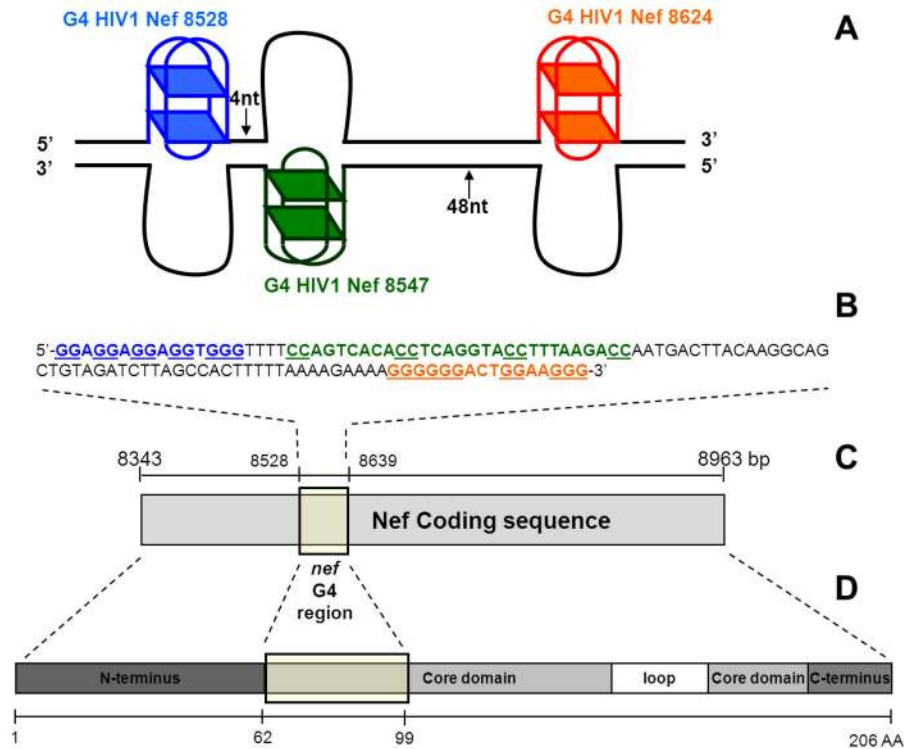 G4 HIV1 Nef 8528
G4 HIV1 Nef 8624
A
4nt
5’
3’
3’
5’
48nt
G4 HIV1 Nef 8547
B
5’-GGAGGAGGAGGTGGGTTTTCCAGTCACACCTCAGGTACCTTTAAGACCAATGACTTACAAGGCAG
CTGTAGATCTTAGCCACTTTTTAAAAGAAAAGGGGGGACTGGAAGGG-3’
8343
8528
8639
8963 bp
C
Nef Coding sequence
nef
G4
region
D
N-terminus
Core domain
loop
Core domain
C-terminus
1
62
99
206 AA